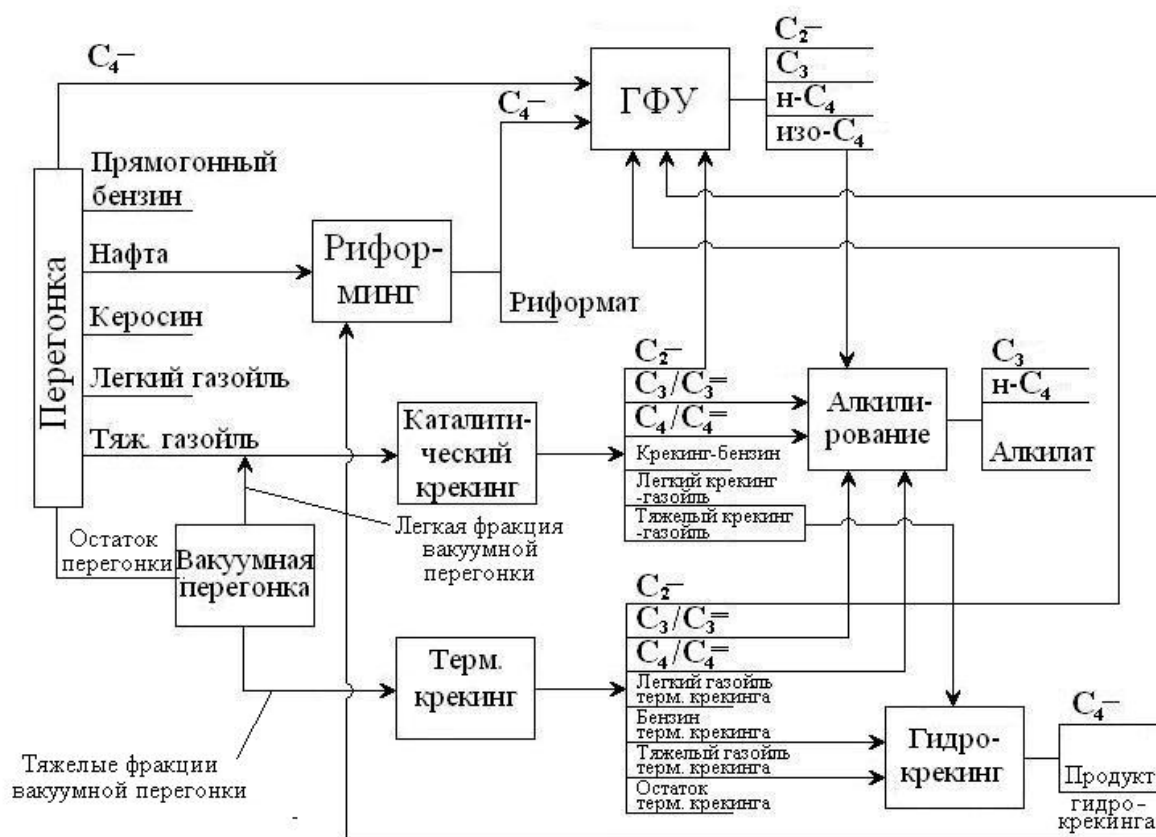 C₄–
ГФУ
C₂–
C₃
н-C₄
изо-C₄
C₄–
Перегонка
Прямогонный
бензин
Нафта
Керосин
Легкий газойль
Тяж. газойль
Рифор-
минг
Риформат
Каталити-
ческий
крекинг
C₂–
C₃/C₃=
C₄/C₄=
Крекинг-бензин
Легкий крекинг
-газойль
Тяжелый крекинг
-газойль
Алкили-
рование
C₃
н-C₄
Алкилат
Остаток
перегонки
Вакуумная
перегонка
Легкая фракция
вакуумной
перегонки
Терм.
крекинг
Тяжелые фракции
вакуумной перегонки
C₂–
C₃/C₃=
C₄/C₄=
Легкий газойль
терм. крекинга
Бензин
терм. крекинга
Тяжелый газойль
терм. крекинга
Остаток
терм. крекинга
Гидро-
крекинг
C₄–
Продукт
гидро-
крекинга